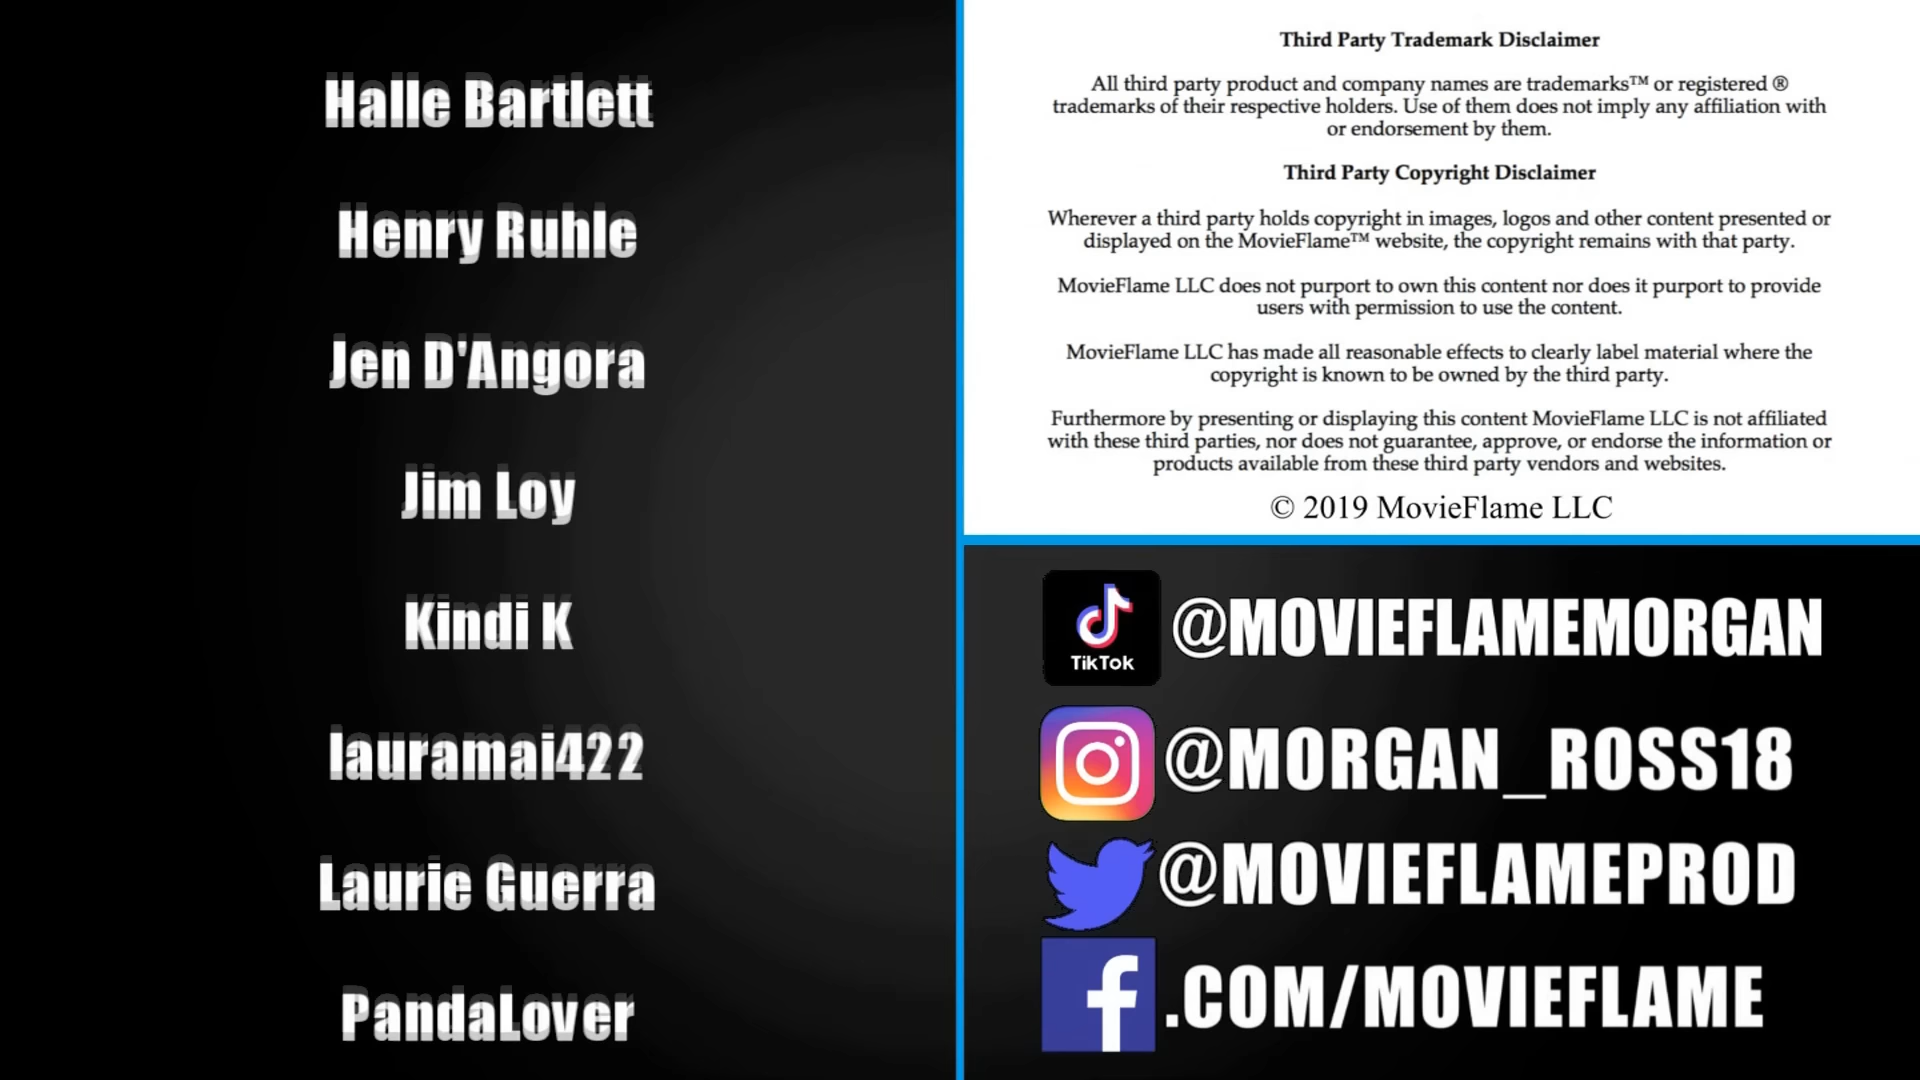 Halle Bartlett
Henry Ruhle
Jen D'Angora
Jim Loy
Kindi K
lauramai422
Laurie Guerra
PandaLover
Third Party Trademark Disclaimer
All third party product and company names are trademarks™ or registered ®
trademarks of their respective holders. Use of them does not imply any affiliation with
or endorsement by them.
Third Party Copyright Disclaimer
Wherever a third party holds copyright in images, logos and other content presented or
displayed on the MovieFlame™ website, the copyright remains with that party.
MovieFlame LLC does not purport to own this content nor does it purport to provide
users with permission to use the content.
MovieFlame LLC has made all reasonable effects to clearly label material where the
copyright is known to be owned by the third party.
Furthermore by presenting or displaying this content MovieFlame LLC is not affiliated
with these third parties, nor does not guarantee, approve, or endorse the information or
products available from these third party vendors and websites.
© 2019 MovieFlame LLC
TikTok
@MOVIEFLAMEMORGAN
@MORGAN_ROSS18
@MOVIEFLAMEPROD
f .COM/MOVIEFLAME